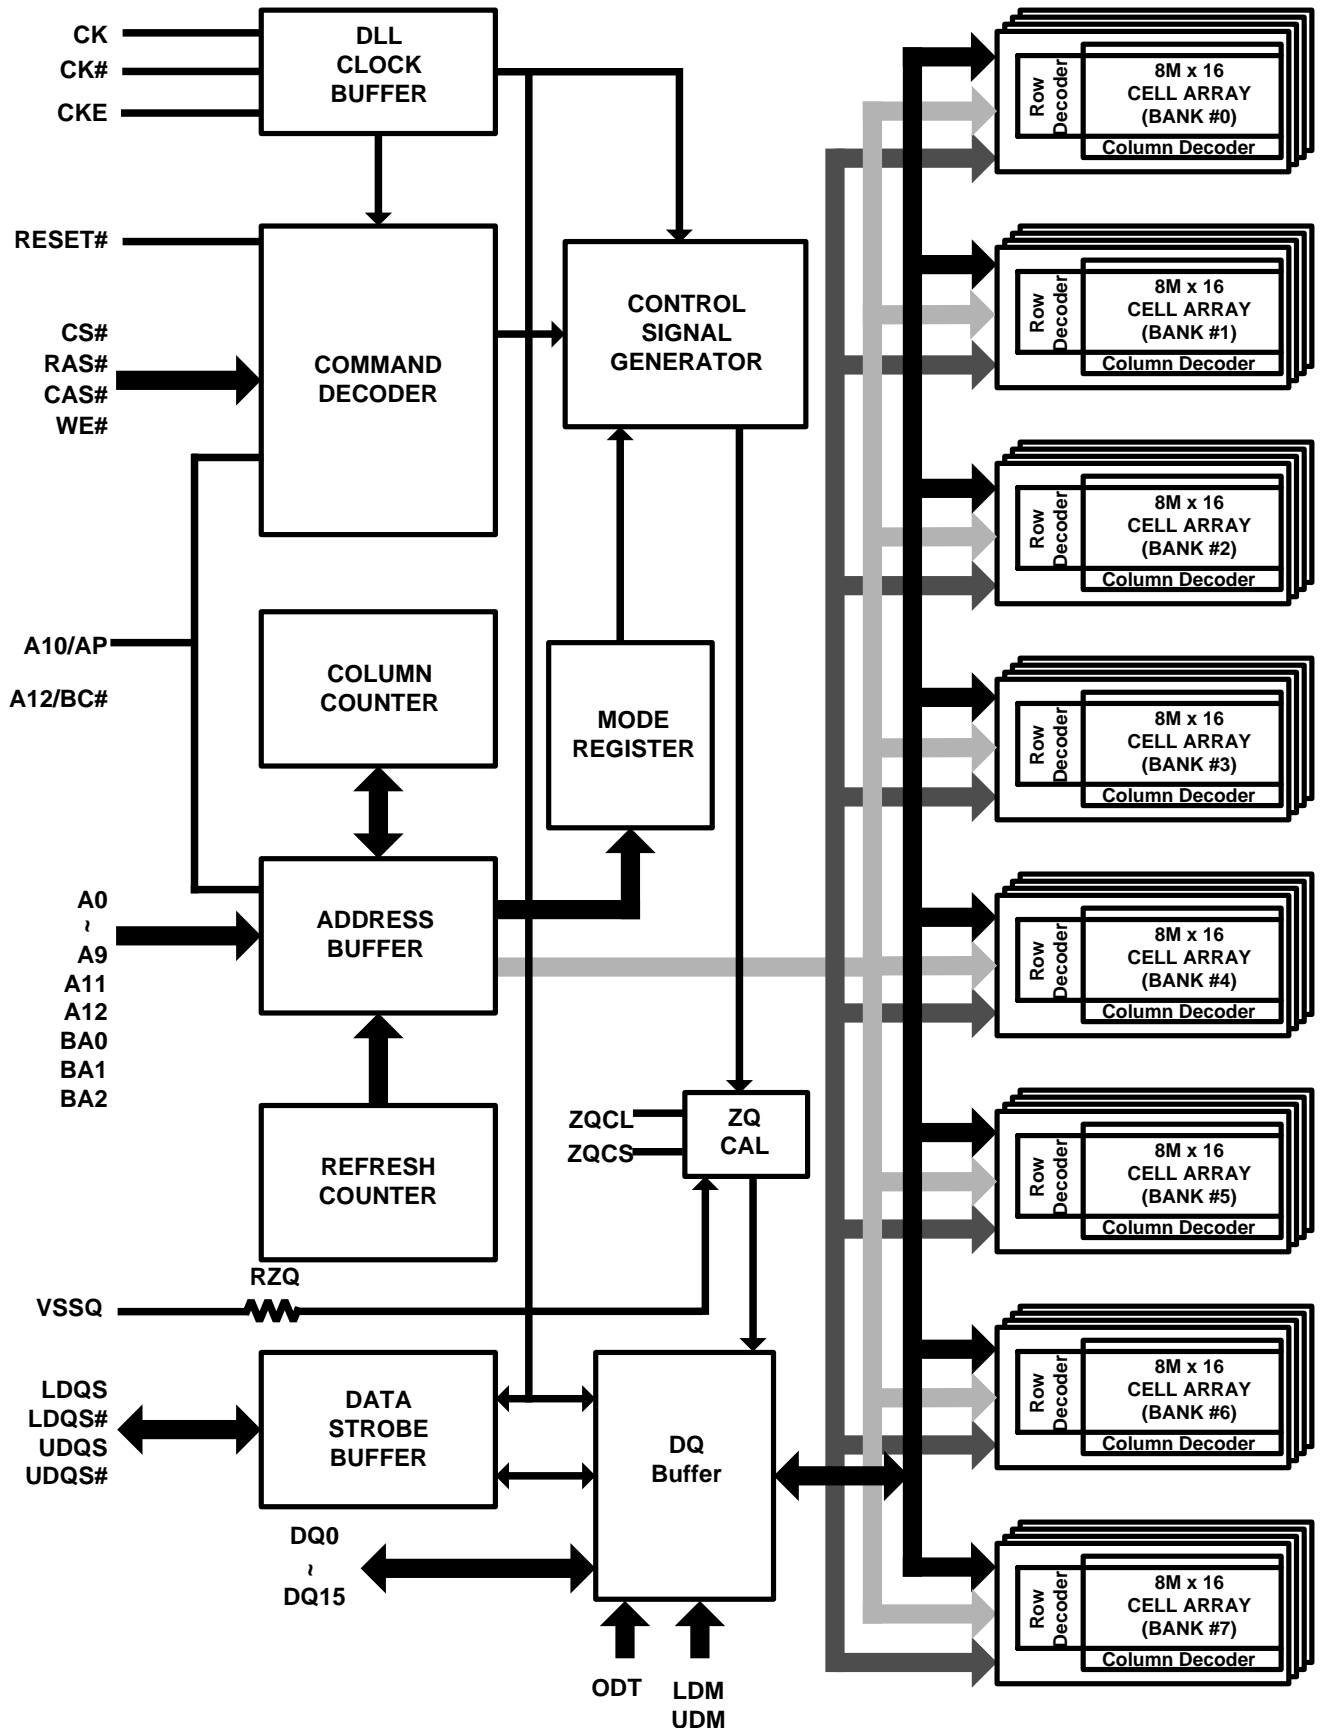 CK
CK#
CKE
DLL
CLOCK
BUFFER
RESET#
CS#
RAS#
CAS#
WE#
COMMAND
DECODER
CONTROL
SIGNAL
GENERATOR
A10/AP
A12/BC#
COLUMN
COUNTER
MODE
REGISTER
A0
~
A9
A11
A12
BA0
BA1
BA2
ADDRESS
BUFFER
REFRESH
COUNTER
ZQCL
ZQCS
ZQ
CAL
RZQ
VSSQ
LDQS
LDQS#
UDQS
UDQS#
DATA
STROBE
BUFFER
DQ
Buffer
DQ0
~
DQ15
ODT
LDM
UDM
Row
Decoder
8M x 16
CELL ARRAY
(BANK #0)
Column Decoder
Row
Decoder
8M x 16
CELL ARRAY
(BANK #1)
Column Decoder
Row
Decoder
8M x 16
CELL ARRAY
(BANK #2)
Column Decoder
Row
Decoder
8M x 16
CELL ARRAY
(BANK #3)
Column Decoder
Row
Decoder
8M x 16
CELL ARRAY
(BANK #4)
Column Decoder
Row
Decoder
8M x 16
CELL ARRAY
(BANK #5)
Column Decoder
Row
Decoder
8M x 16
CELL ARRAY
(BANK #6)
Column Decoder
Row
Decoder
8M x 16
CELL ARRAY
(BANK #7)
Column Decoder